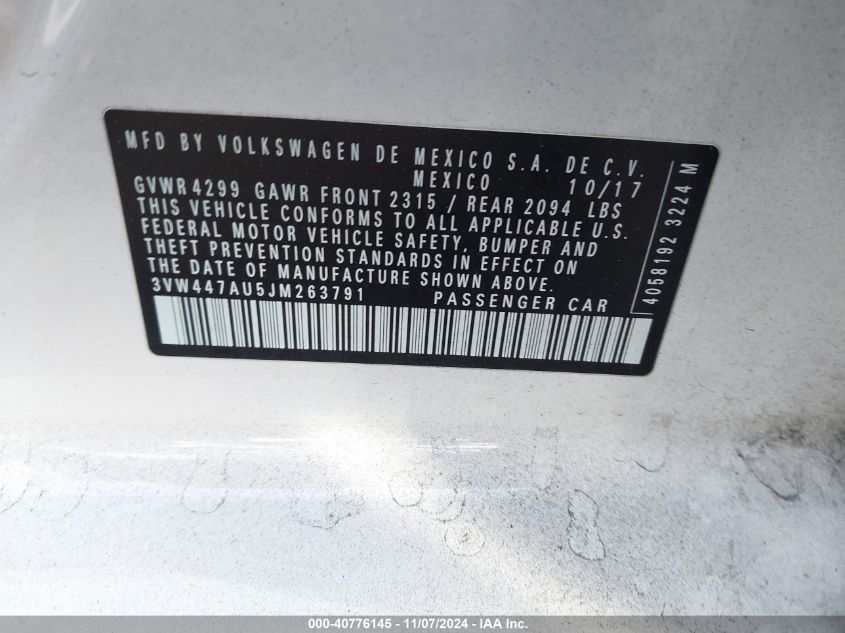 MFD BY VOLKSWAGEN DE MEXICO S.A. DE C.V.
MEXICO 10/17
GVWR 4299 GAWR FRONT 2315 / REAR 2094 LBS
THIS VEHICLE CONFORMS TO ALL APPLICABLE U.S.
FEDERAL MOTOR VEHICLE SAFETY, BUMPER AND
THEFT PREVENTION STANDARDS IN EFFECT ON
THE DATE OF MANUFACTURE SHOWN ABOVE.
3VW447AU5JM263791 PASSENGER CAR
4058192 3224 M
000-40776145 - 11/07/2024 - IAA Inc.